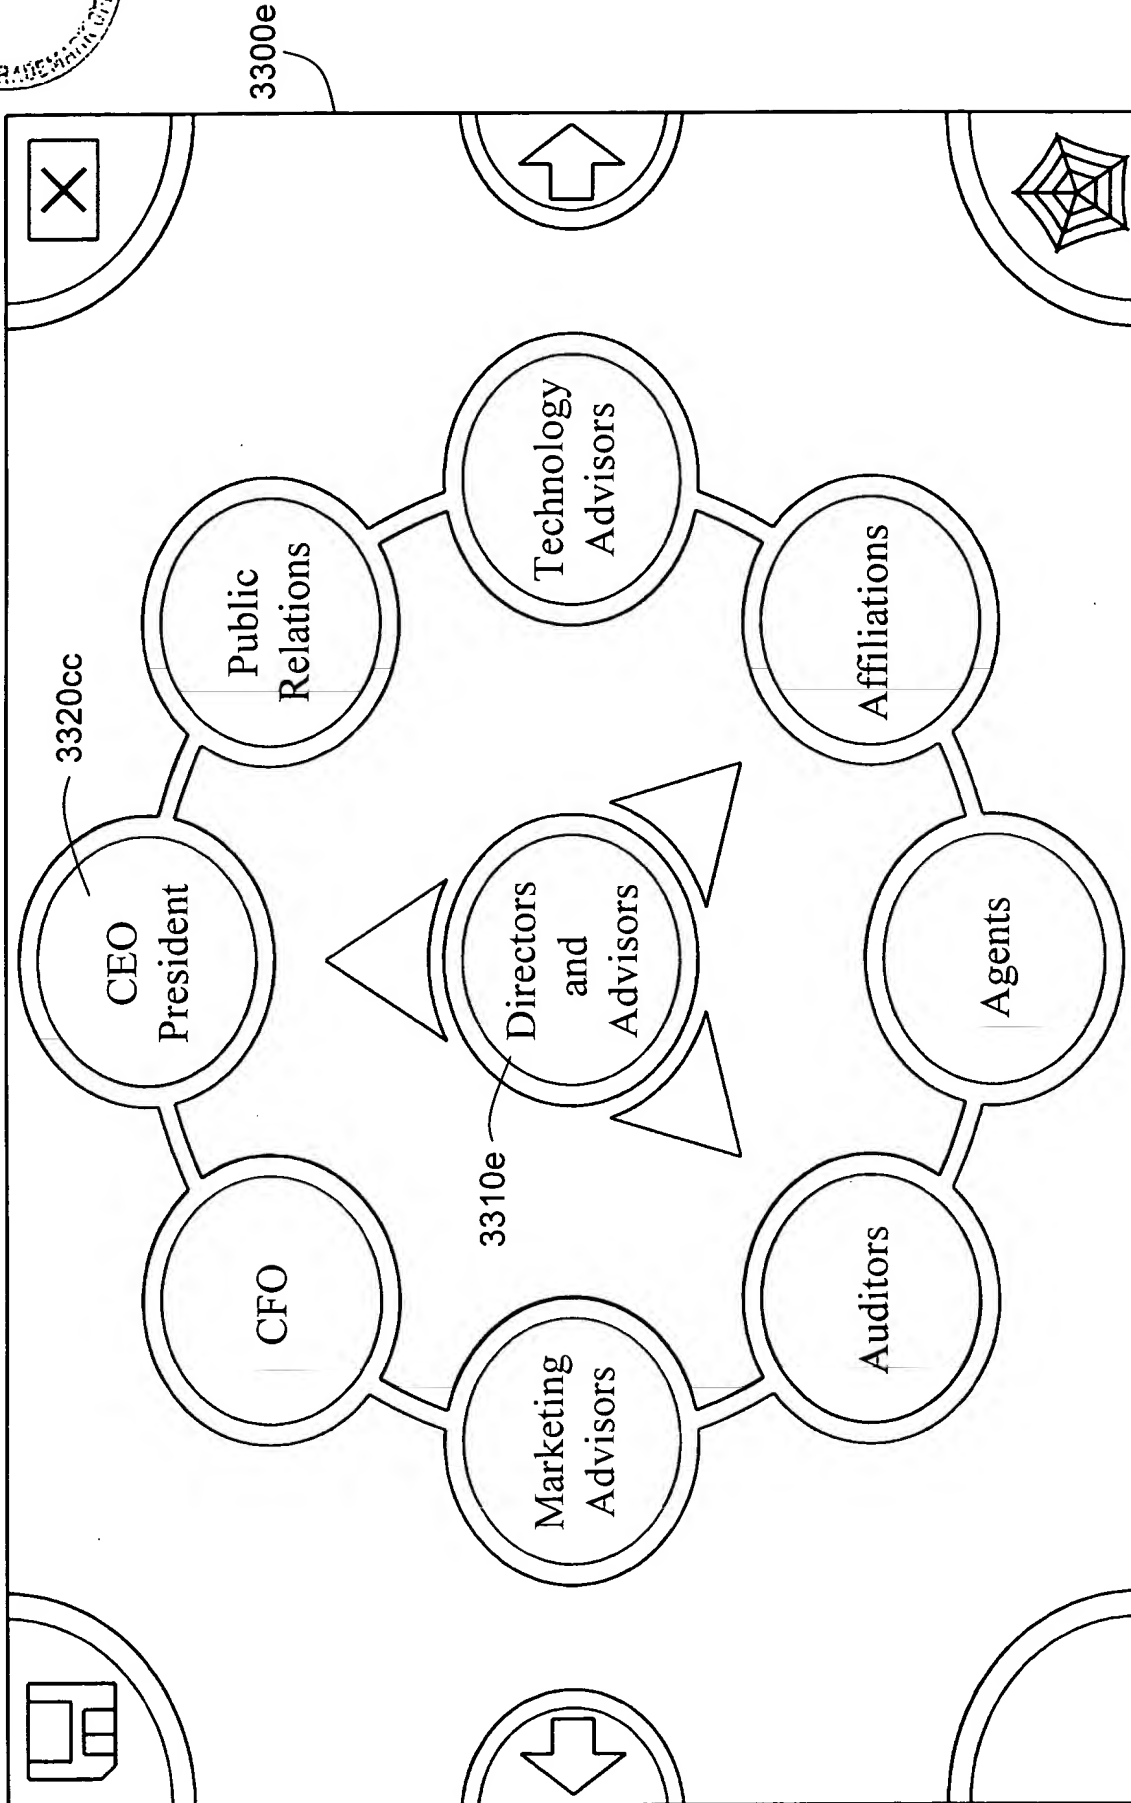 3300e
3320cc
CEO
President
CFO
Public
Relations
3310e
Directors
and
Advisors
Marketing
Advisors
Technology
Advisors
Auditors
Affiliations
Agents